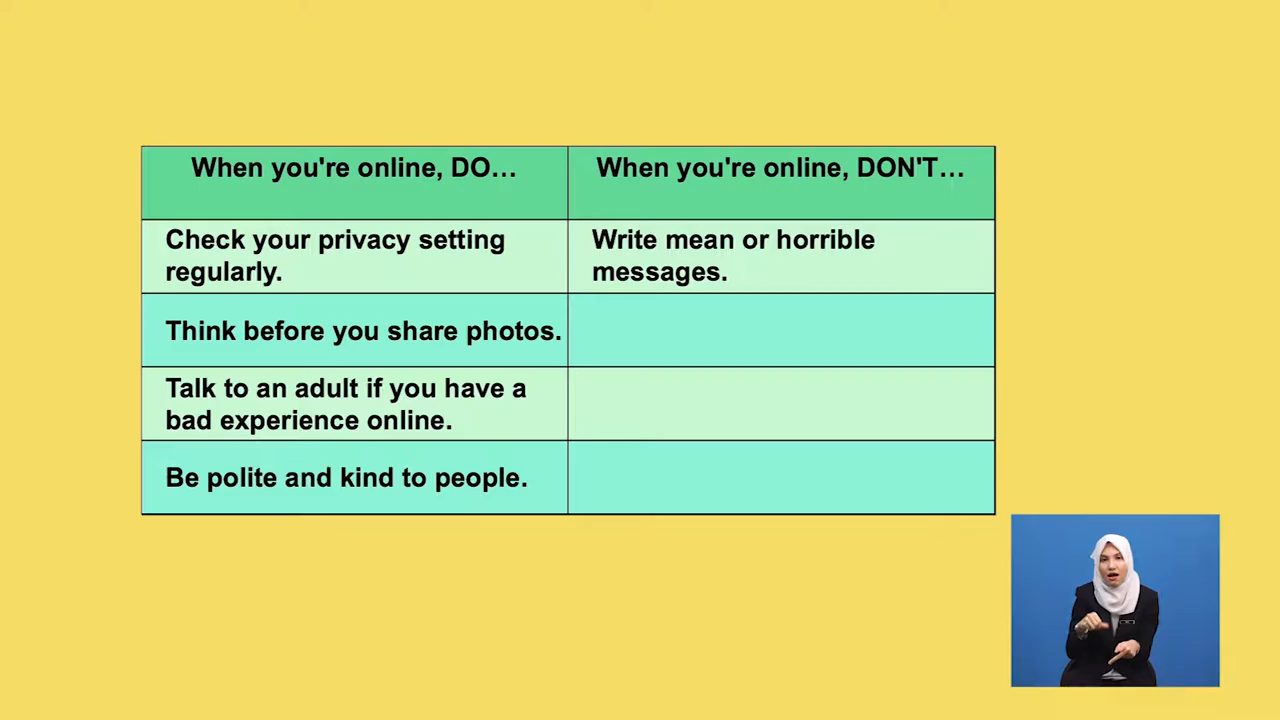 When you're online, DO…
When you're online, DON'T…
Check your privacy setting
regularly.
Write mean or horrible
messages.
Think before you share photos.
Talk to an adult if you have a
bad experience online.
Be polite and kind to people.